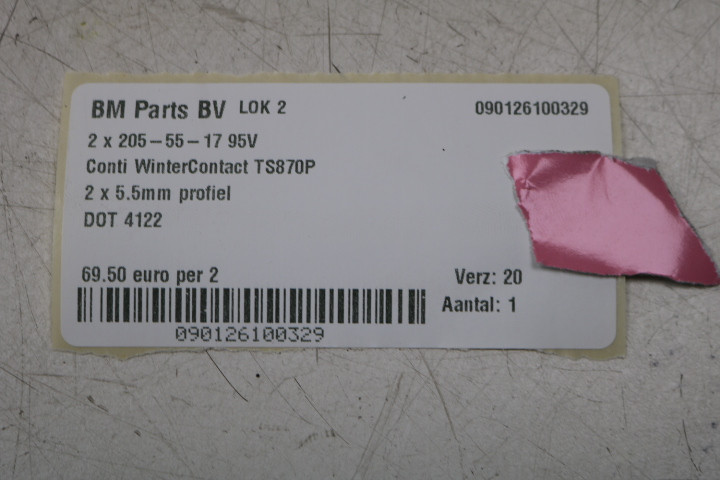 BM Parts BV LOK 2 090126100329
2 x 205-55-17 95V
Conti WinterContact TS870P
2 x 5.5mm profiel
DOT 4122
69.50 euro per 2 Verz: 20
Aantal: 1
090126100329